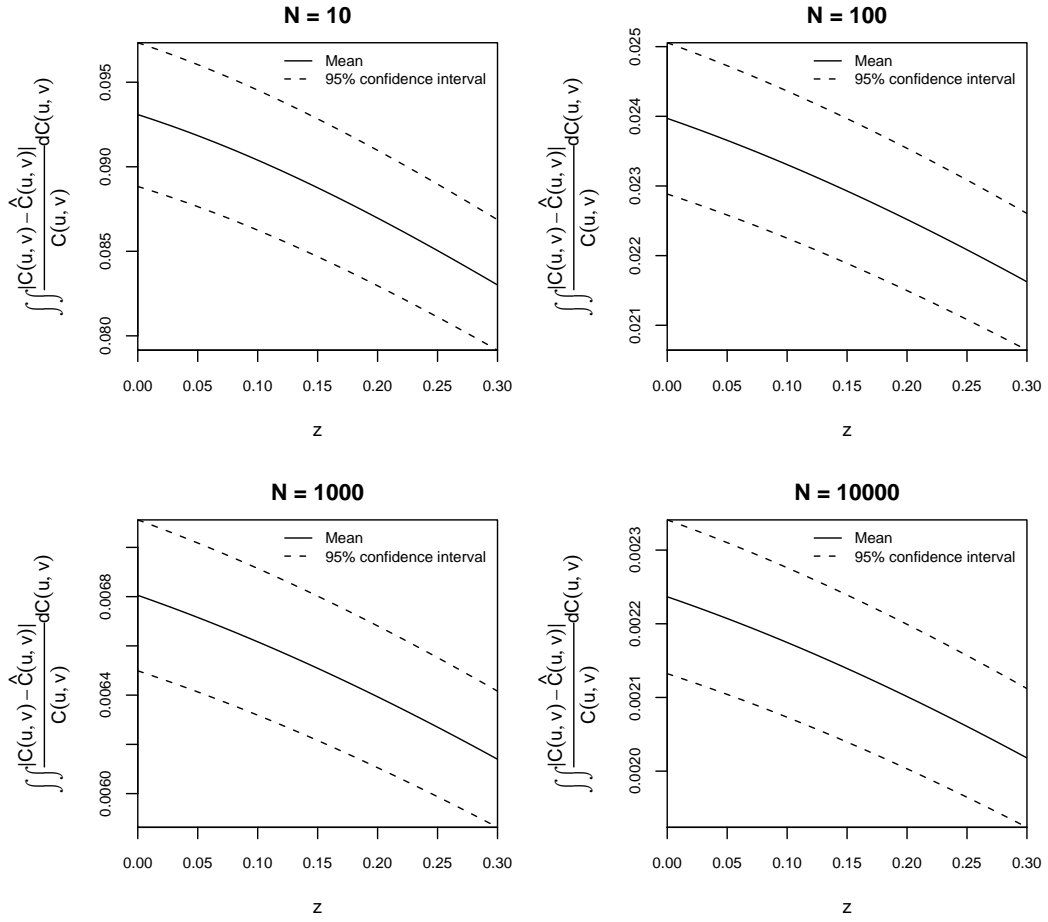 N = 10
Mean
95% confidence interval
0.095
0.090
0.085
0.080
∫∫ |C(u, v) − Ĉ(u, v)| / C(u, v) dC(u, v)
0.00 0.05 0.10 0.15 0.20 0.25 0.30
z
N = 100
Mean
95% confidence interval
0.025
0.024
0.023
0.022
0.021
∫∫ |C(u, v) − Ĉ(u, v)| / C(u, v) dC(u, v)
0.00 0.05 0.10 0.15 0.20 0.25 0.30
z
N = 1000
Mean
95% confidence interval
0.0068
0.0064
0.0060
∫∫ |C(u, v) − Ĉ(u, v)| / C(u, v) dC(u, v)
0.00 0.05 0.10 0.15 0.20 0.25 0.30
z
N = 10000
Mean
95% confidence interval
0.0023
0.0022
0.0021
0.0020
∫∫ |C(u, v) − Ĉ(u, v)| / C(u, v) dC(u, v)
0.00 0.05 0.10 0.15 0.20 0.25 0.30
z